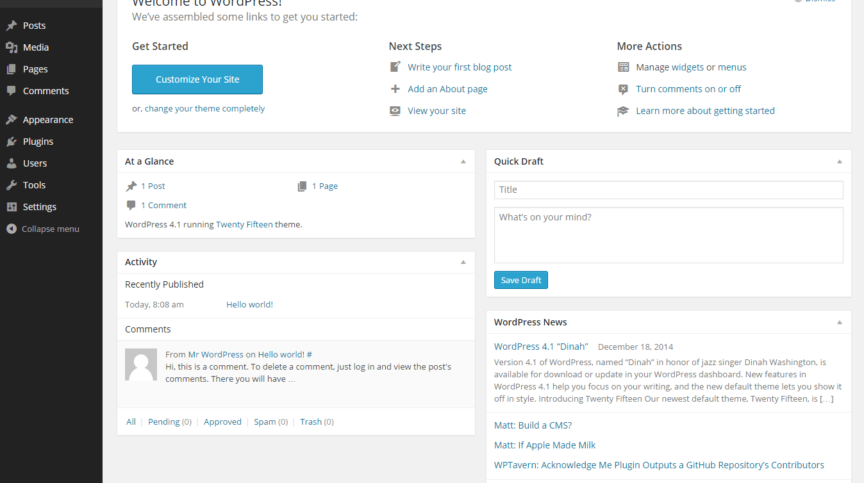 Welcome to WordPress!
Dismiss
We've assembled some links to get you started:
Posts
Media
Pages
Comments
Appearance
Plugins
Users
Tools
Settings
Collapse menu
Get Started
Customize Your Site
or, change your theme completely
Next Steps
Write your first blog post
Add an About page
View your site
More Actions
Manage widgets or menus
Turn comments on or off
Learn more about getting started
At a Glance
1 Post
1 Page
1 Comment
WordPress 4.1 running Twenty Fifteen theme.
Activity
Recently Published
Today, 8:08 am Hello world!
Comments
From Mr WordPress on Hello world! #
Hi, this is a comment. To delete a comment, just log in and view the post's
comments. There you will have …
All | Pending (0) | Approved | Spam (0) | Trash (0)
Quick Draft
Title
What's on your mind?
Save Draft
WordPress News
WordPress 4.1 “Dinah” December 18, 2014
Version 4.1 of WordPress, named “Dinah” in honor of jazz singer Dinah Washington, is
available for download or update in your WordPress dashboard. New features in
WordPress 4.1 help you focus on your writing, and the new default theme lets you show it
off in style. Introducing Twenty Fifteen Our newest default theme, Twenty Fifteen, is […]
Matt: Build a CMS?
Matt: If Apple Made Milk
WPTavern: Acknowledge Me Plugin Outputs a GitHub Repository's Contributors